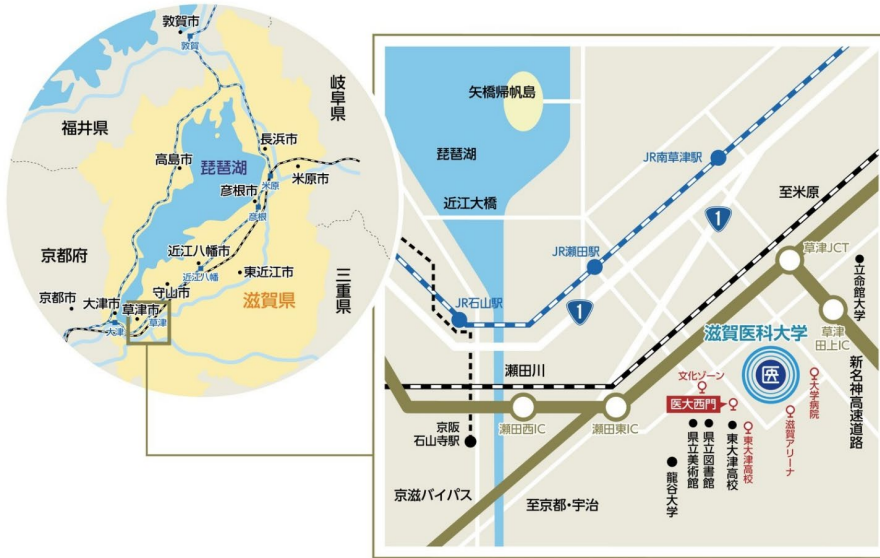 敦賀市
敦賀
岐阜県
福井県
長浜市
高島市
琵琶湖
米原市
米原
彦根市
彦根
京都府
近江八幡市
近江八幡
東近江市
三重県
守山市
滋賀県
京都市
大津市
草津市
草津
大津
矢橋帰帆島
琵琶湖
JR南草津駅
近江大橋
至米原
1
JR瀬田駅
草津JCT
立命館大学
JR石山駅
1
滋賀医科大学
草津
田上IC
瀬田川
文化ゾーン
医
大学病院
新名神高速道路
医大西門
滋賀アリーナ
瀬田西IC
瀬田東IC
京阪
石山寺駅
東大津高校
東大津高校
県立図書館
県立美術館
龍谷大学
京滋バイパス
至京都・宇治